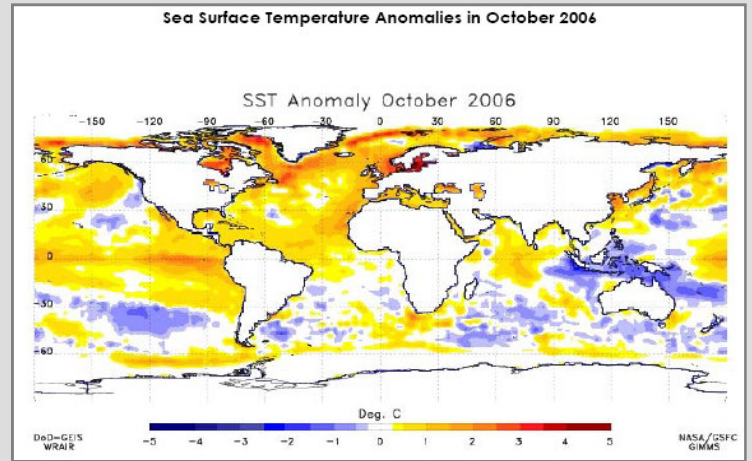 Sea Surface Temperature Anomalies in October 2006
SST Anomaly October 2006
-150 -120 -90 -60 -30 0 30 60 90 120 150
60
30
0
-30
-60
Deg. C
-5 -4 -3 -2 -1 0 1 2 3 4 5
DoD-GEIS
WRAIR
NASA/GSFC
GIMMS